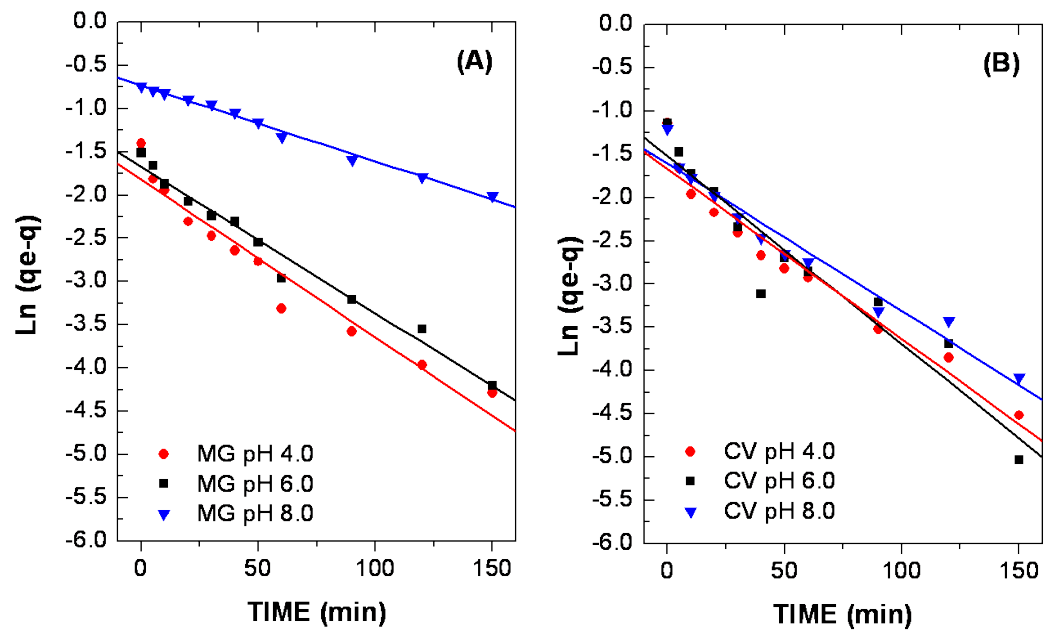 (A)
Ln (qe-q)
0.0
-0.5
-1.0
-1.5
-2.0
-2.5
-3.0
-3.5
-4.0
-4.5
-5.0
-5.5
-6.0
MG pH 4.0
MG pH 6.0
MG pH 8.0
0 50 100 150
TIME (min)
(B)
Ln (qe-q)
0.0
-0.5
-1.0
-1.5
-2.0
-2.5
-3.0
-3.5
-4.0
-4.5
-5.0
-5.5
-6.0
CV pH 4.0
CV pH 6.0
CV pH 8.0
0 50 100 150
TIME (min)